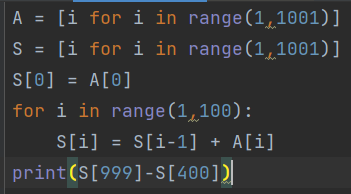 A = [i for i in range(1,1001)]
S = [i for i in range(1,1001)]
S[0] = A[0]
for i in range(1,100):
    S[i] = S[i-1] + A[i]
print(S[999]-S[400])